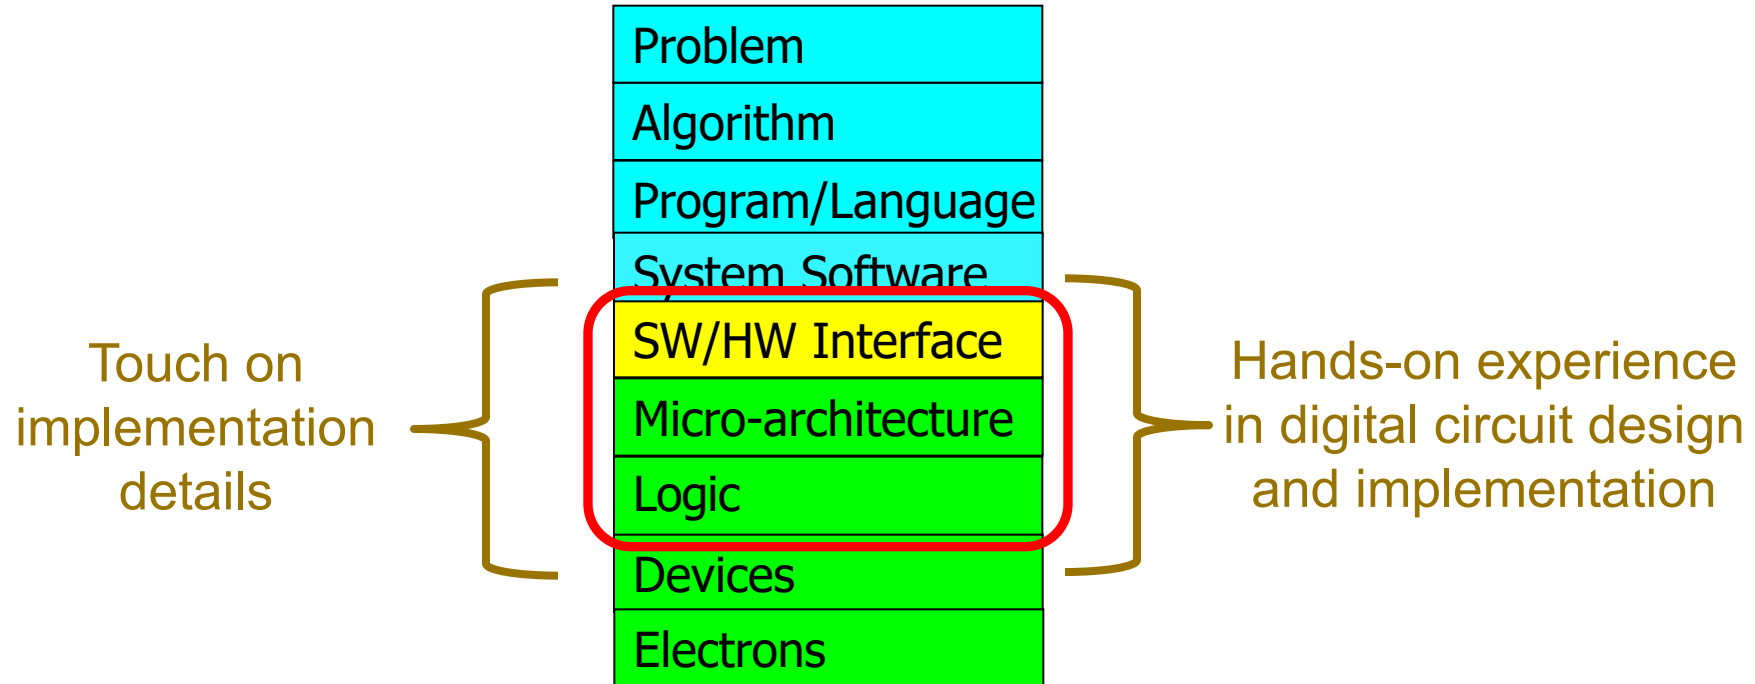 Problem
Algorithm
Program/Language
System Software
SW/HW Interface
Micro-architecture
Logic
Devices
Electrons
Touch on
implementation
details
Hands-on experience
in digital circuit design
and implementation